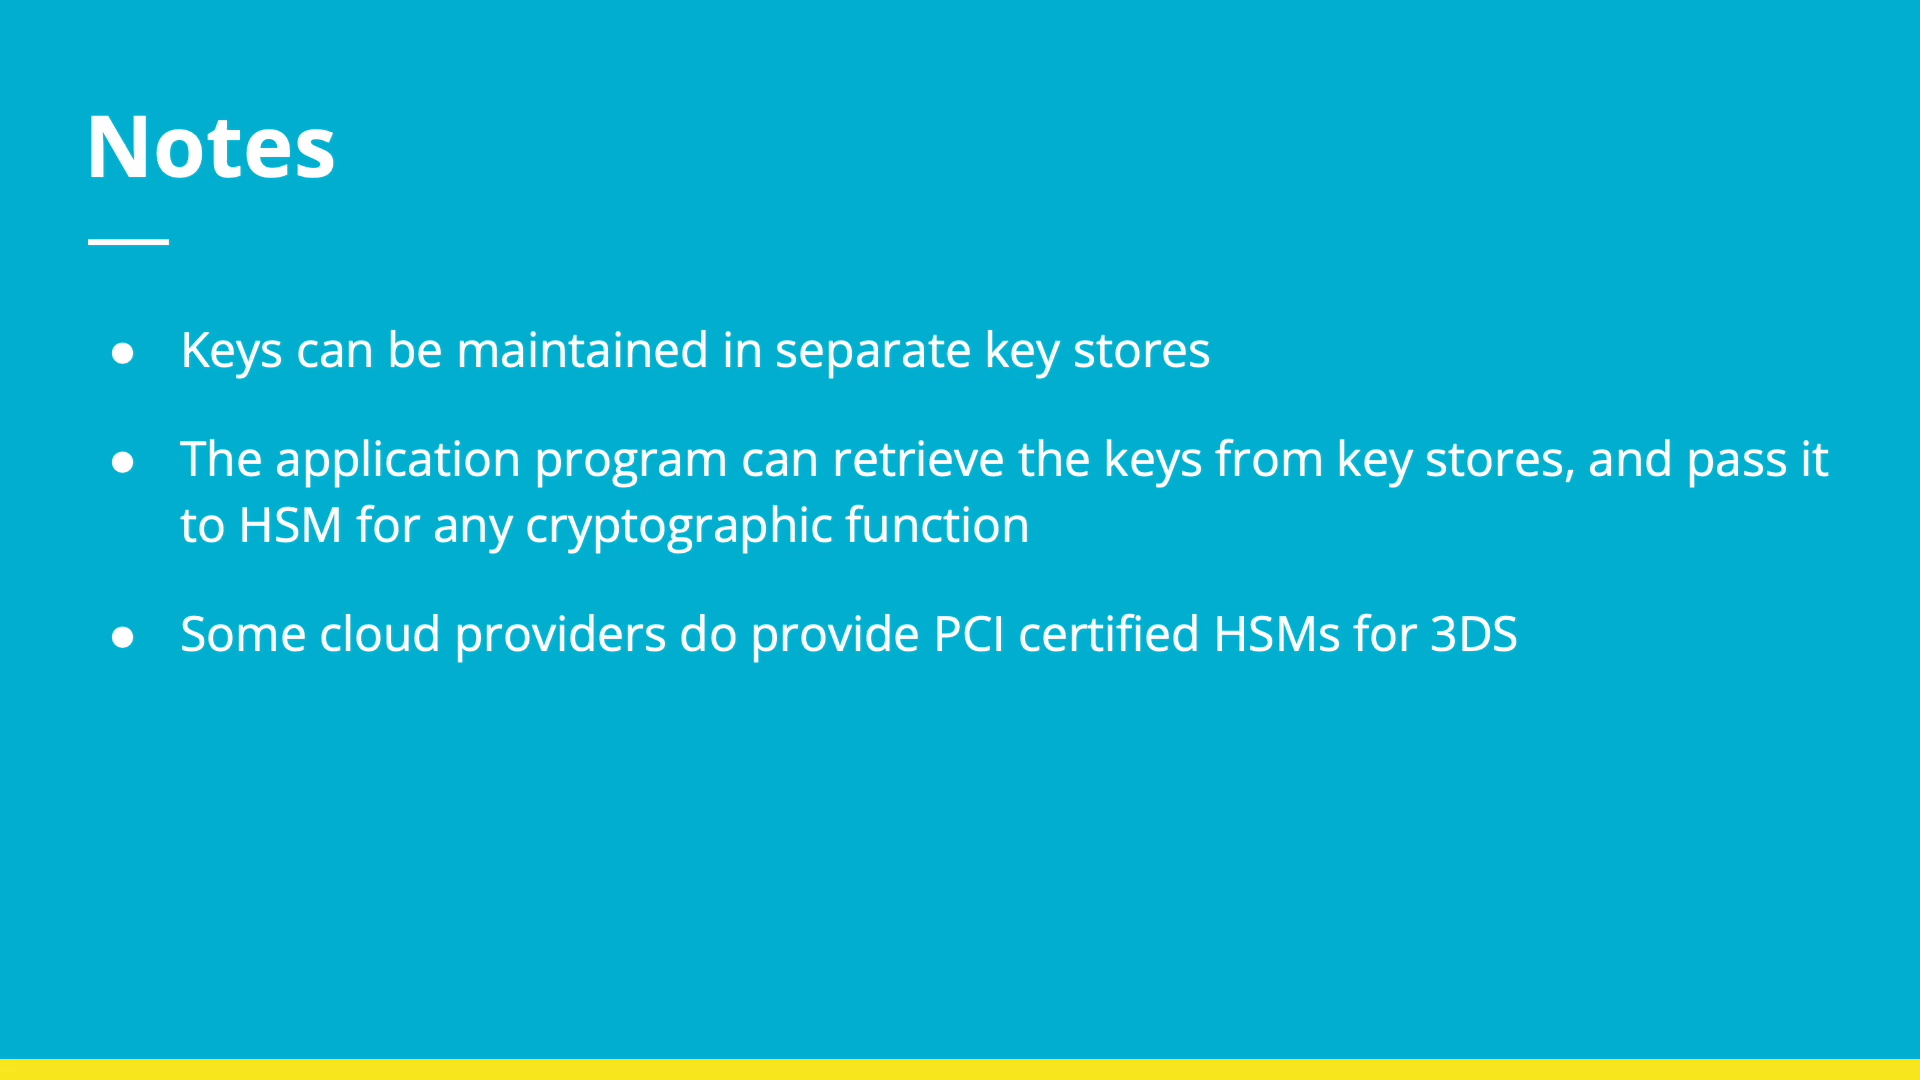 Notes
● Keys can be maintained in separate key stores
● The application program can retrieve the keys from key stores, and pass it
to HSM for any cryptographic function
● Some cloud providers do provide PCI certified HSMs for 3DS